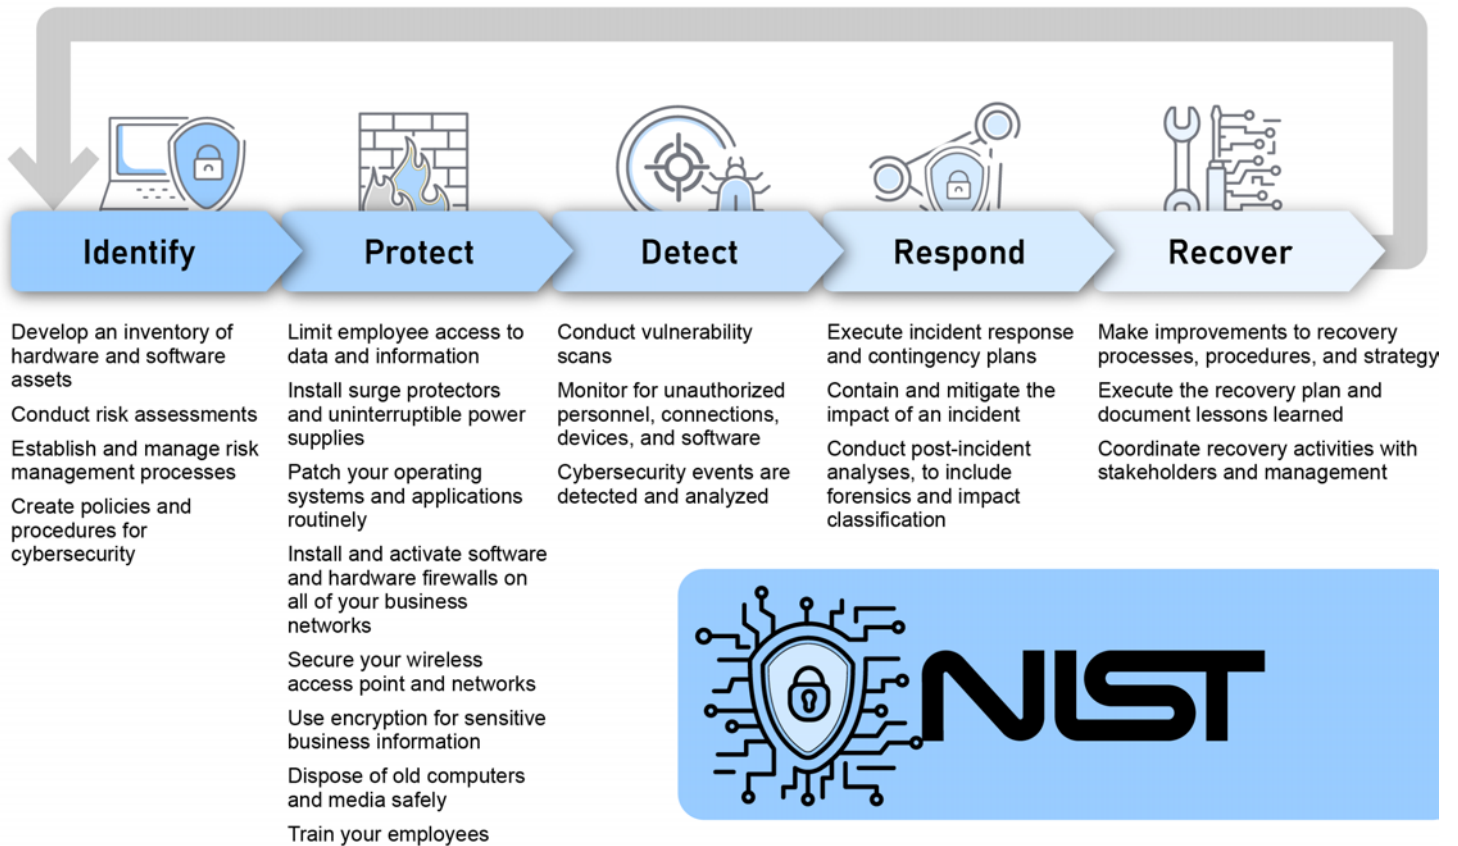 Identify
Protect
Detect
Respond
Recover
Develop an inventory of
hardware and software
assets
Conduct risk assessments
Establish and manage risk
management processes
Create policies and
procedures for
cybersecurity
Limit employee access to
data and information
Install surge protectors
and uninterruptible power
supplies
Patch your operating
systems and applications
routinely
Install and activate software
and hardware firewalls on
all of your business
networks
Secure your wireless
access point and networks
Use encryption for sensitive
business information
Dispose of old computers
and media safely
Train your employees
Conduct vulnerability
scans
Monitor for unauthorized
personnel, connections,
devices, and software
Cybersecurity events are
detected and analyzed
Execute incident response
and contingency plans
Contain and mitigate the
impact of an incident
Conduct post-incident
analyses, to include
forensics and impact
classification
Make improvements to recovery
processes, procedures, and strategy
Execute the recovery plan and
document lessons learned
Coordinate recovery activities with
stakeholders and management
NIST